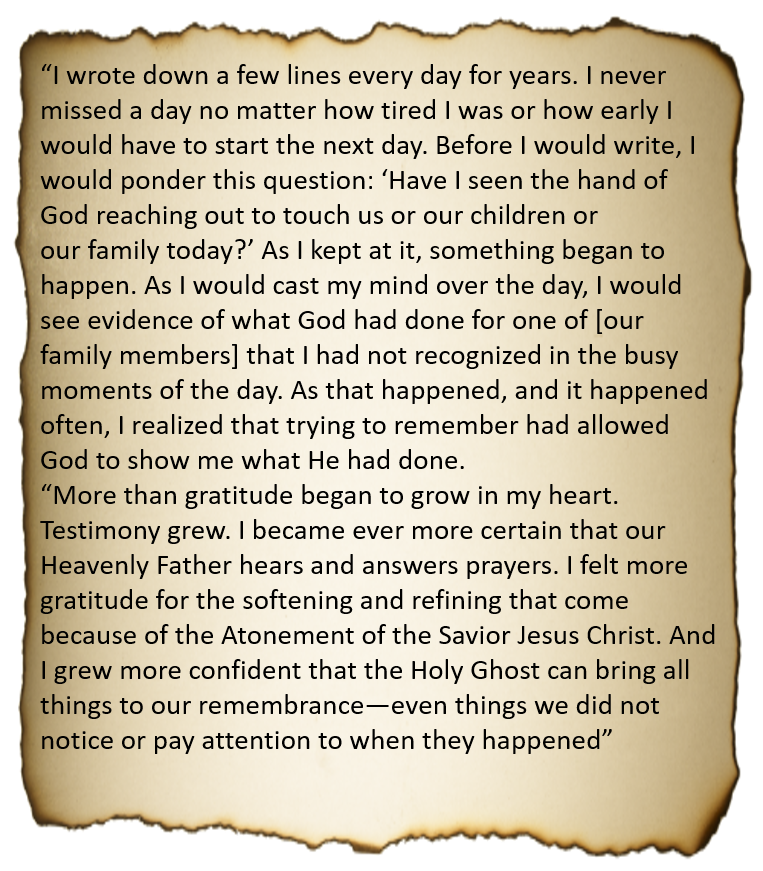 “I wrote down a few lines every day for years. I never
missed a day no matter how tired I was or how early I
would have to start the next day. Before I would write, I
would ponder this question: ‘Have I seen the hand of
God reaching out to touch us or our children or
our family today?’ As I kept at it, something began to
happen. As I would cast my mind over the day, I would
see evidence of what God had done for one of [our
family members] that I had not recognized in the busy
moments of the day. As that happened, and it happened
often, I realized that trying to remember had allowed
God to show me what He had done.
“More than gratitude began to grow in my heart.
Testimony grew. I became ever more certain that our
Heavenly Father hears and answers prayers. I felt more
gratitude for the softening and refining that come
because of the Atonement of the Savior Jesus Christ. And
I grew more confident that the Holy Ghost can bring all
things to our remembrance—even things we did not
notice or pay attention to when they happened”